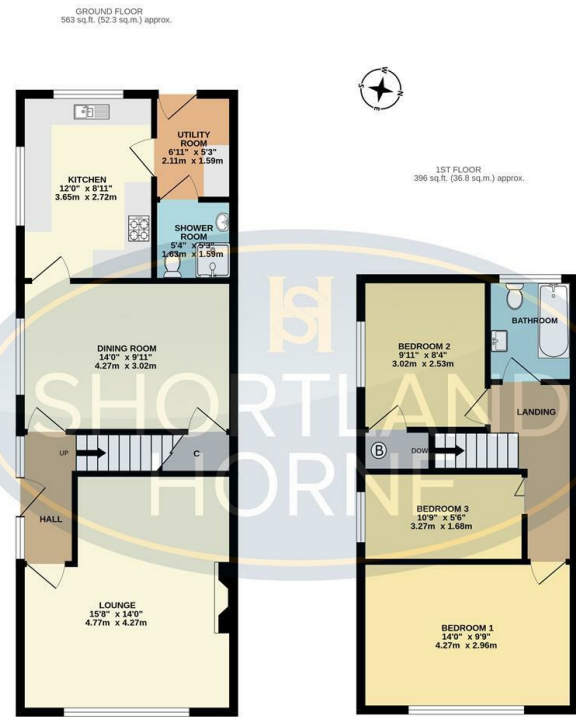 GROUND FLOOR
563 sq.ft. (52.3 sq.m.) approx.
W
N
S
E
1ST FLOOR
396 sq.ft. (36.8 sq.m.) approx.
UTILITY
ROOM
6'11" x 5'3"
2.11m x 1.59m
KITCHEN
12'0" x 8'11"
3.65m x 2.72m
SHOWER
ROOM
5'4" x 5'3"
1.63m x 1.59m
DINING ROOM
14'0" x 9'11"
4.27m x 3.02m
UP
C
HALL
LOUNGE
15'8" x 14'0"
4.77m x 4.27m
BATHROOM
BEDROOM 2
9'11" x 8'4"
3.02m x 2.53m
LANDING
B
DOWN
BEDROOM 3
10'9" x 5'6"
3.27m x 1.68m
BEDROOM 1
14'0" x 9'9"
4.27m x 2.96m
SHORTLAND
HORNE